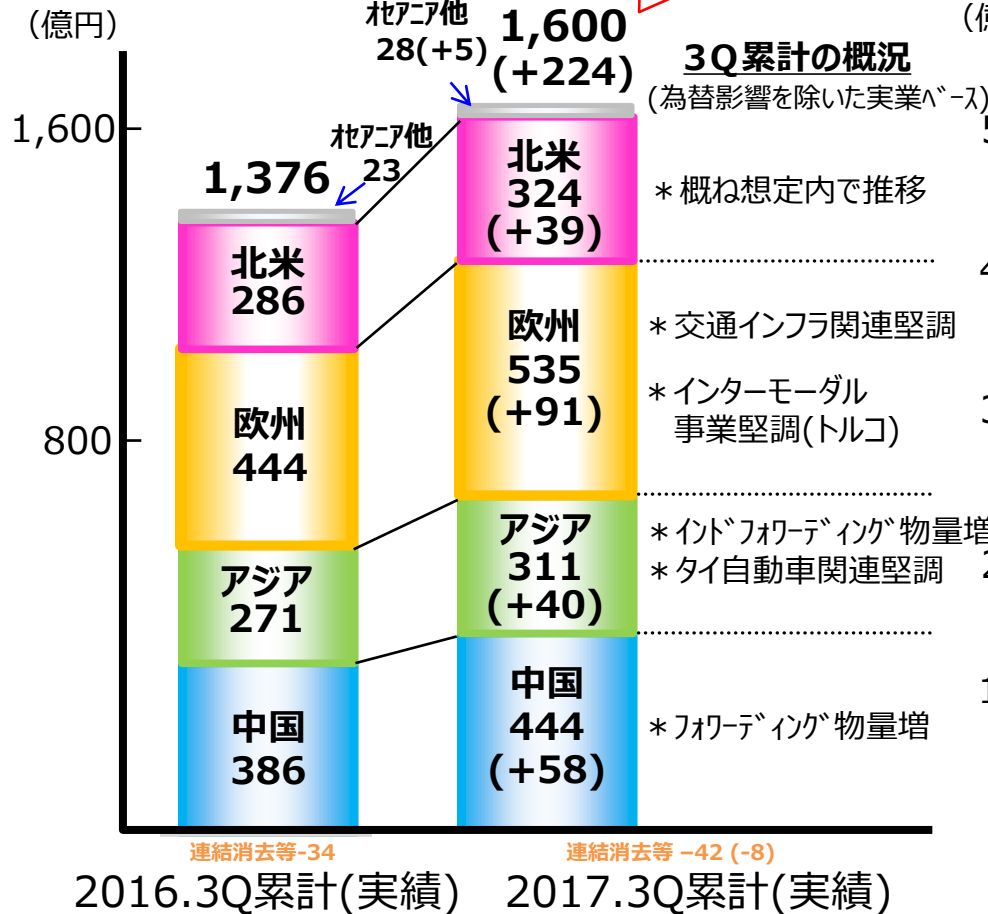 （億円）
1,600
800
オセアニア他
23
1,376
北米
286
欧州
444
アジア
271
中国
386
オセアニア他
28(+5)
1,600
(+224)
北米
324
(+39)
欧州
535
(+91)
アジア
311
(+40)
中国
444
(+58)
3Q累計の概況
(為替影響を除いた実業ﾍﾞｰｽ)
＊概ね想定内で推移
＊交通インフラ関連堅調
＊インターモーダル
事業堅調(トルコ)
＊ｲﾝﾄﾞﾌｫﾜｰﾃﾞｨﾝｸﾞ物量増
＊タイ自動車関連堅調
＊ﾌｫﾜｰﾃﾞｨﾝｸﾞ物量増
連結消去等-34
連結消去等 –42 (-8)
2016.3Q累計(実績)
2017.3Q累計(実績)